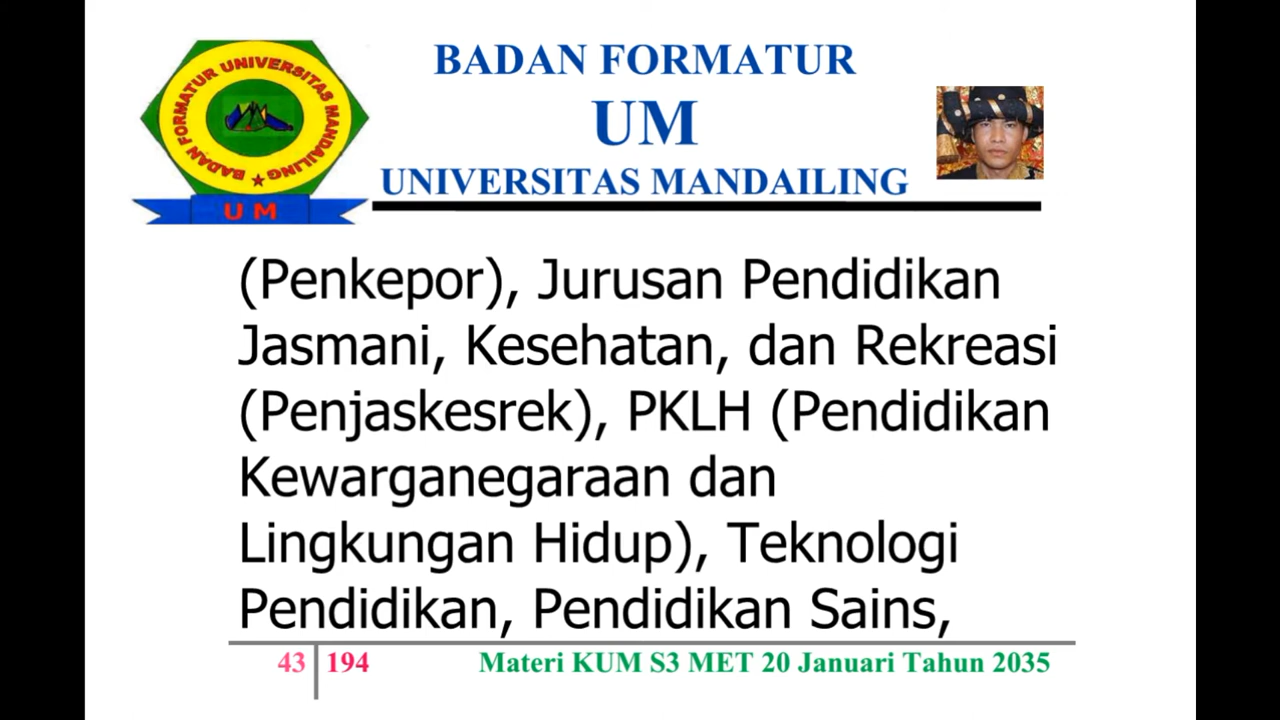 BADAN FORMATUR UNIVERSITAS MANDAILING
U M
BADAN FORMATUR
UM
UNIVERSITAS MANDAILING
(Penkepor), Jurusan Pendidikan
Jasmani, Kesehatan, dan Rekreasi
(Penjaskesrek), PKLH (Pendidikan
Kewarganegaraan dan
Lingkungan Hidup), Teknologi
Pendidikan, Pendidikan Sains,
43 194 Materi KUM S3 MET 20 Januari Tahun 2035